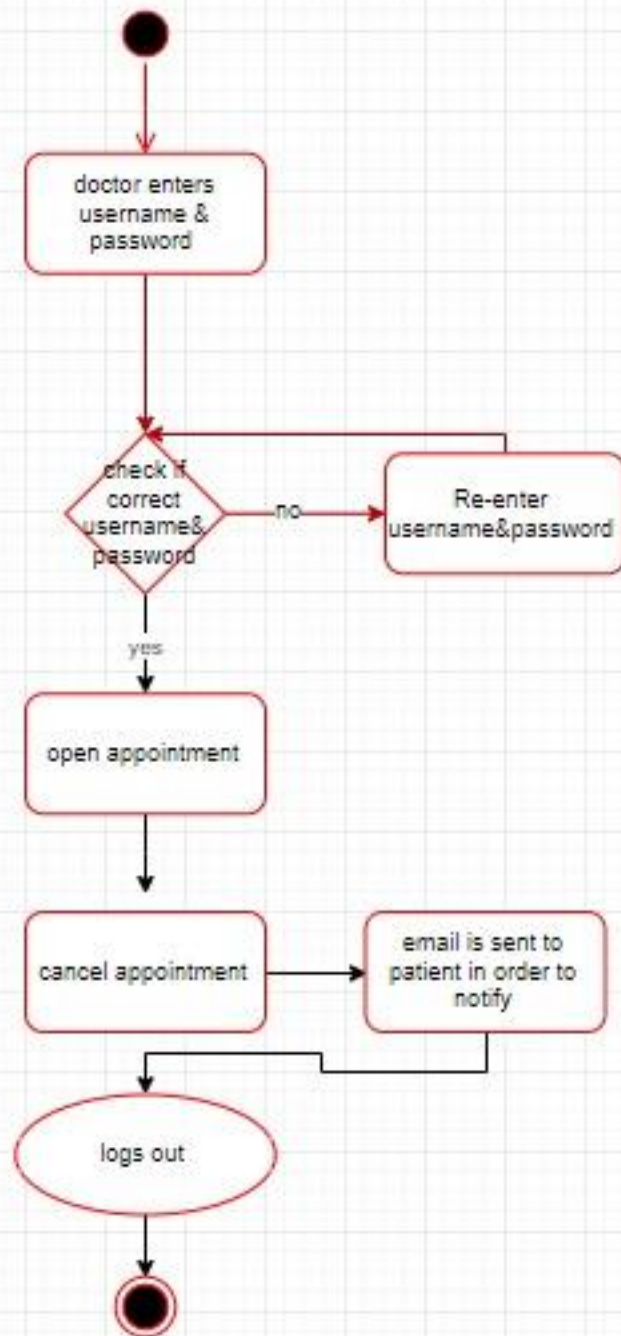 doctor enters
username &
password
check if
correct
username&
password
no
Re-enter
username&password
yes
open appointment
cancel appointment
email is sent to
patient in order to
notify
logs out